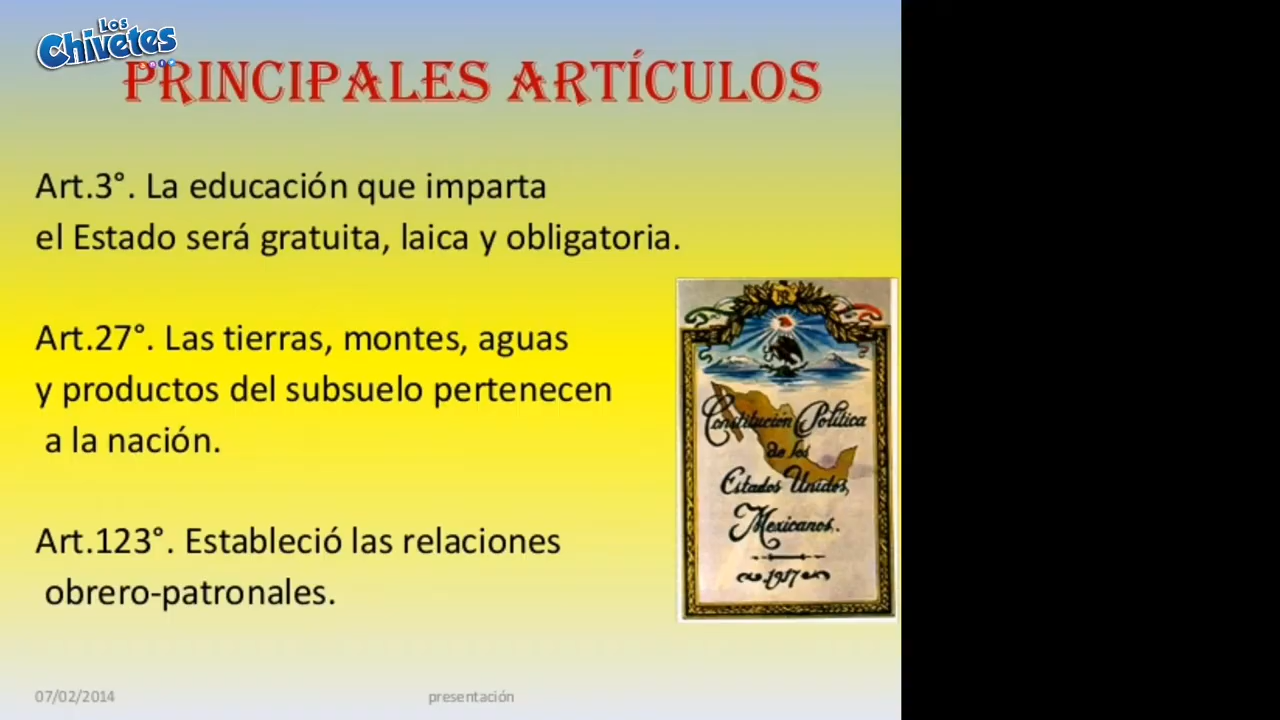 Los
Chivetes
PRINCIPALES ARTÍCULOS
Art.3°. La educación que imparta
el Estado será gratuita, laica y obligatoria.
Art.27°. Las tierras, montes, aguas
y productos del subsuelo pertenecen
a la nación.
Constitución Política
de los
Estados Unidos,
Mexicanos.
1917
Art.123°. Estableció las relaciones
obrero-patronales.
07/02/2014
presentación